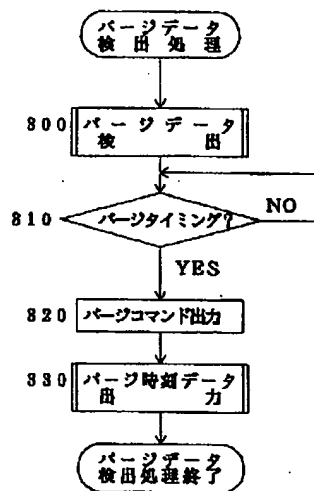 パージデータ
検出処理
800
パージデータ
検出
810
パージタイミング?
NO
YES
820
パージコマンド出力
830
パージ時刻データ
出力
パージデータ
検出処理終了